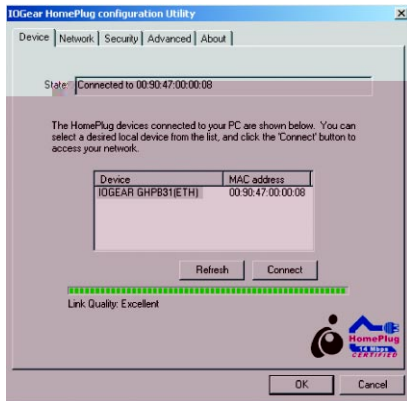 IOGear HomePlug configuration Utility
Device Network Security Advanced About
State: Connected to 00:90:47:00:00:08
The HomePlug devices connected to your PC are shown below. You can
select a desired local device from the list, and click the 'Connect' button to
access your network.
Device MAC address
IOGEAR GHPB31(ETH) 00:90:47:00:00:08
Refresh Connect
Link Quality: Excellent
HomePlug
14 Mbps
CERTIFIED
OK Cancel